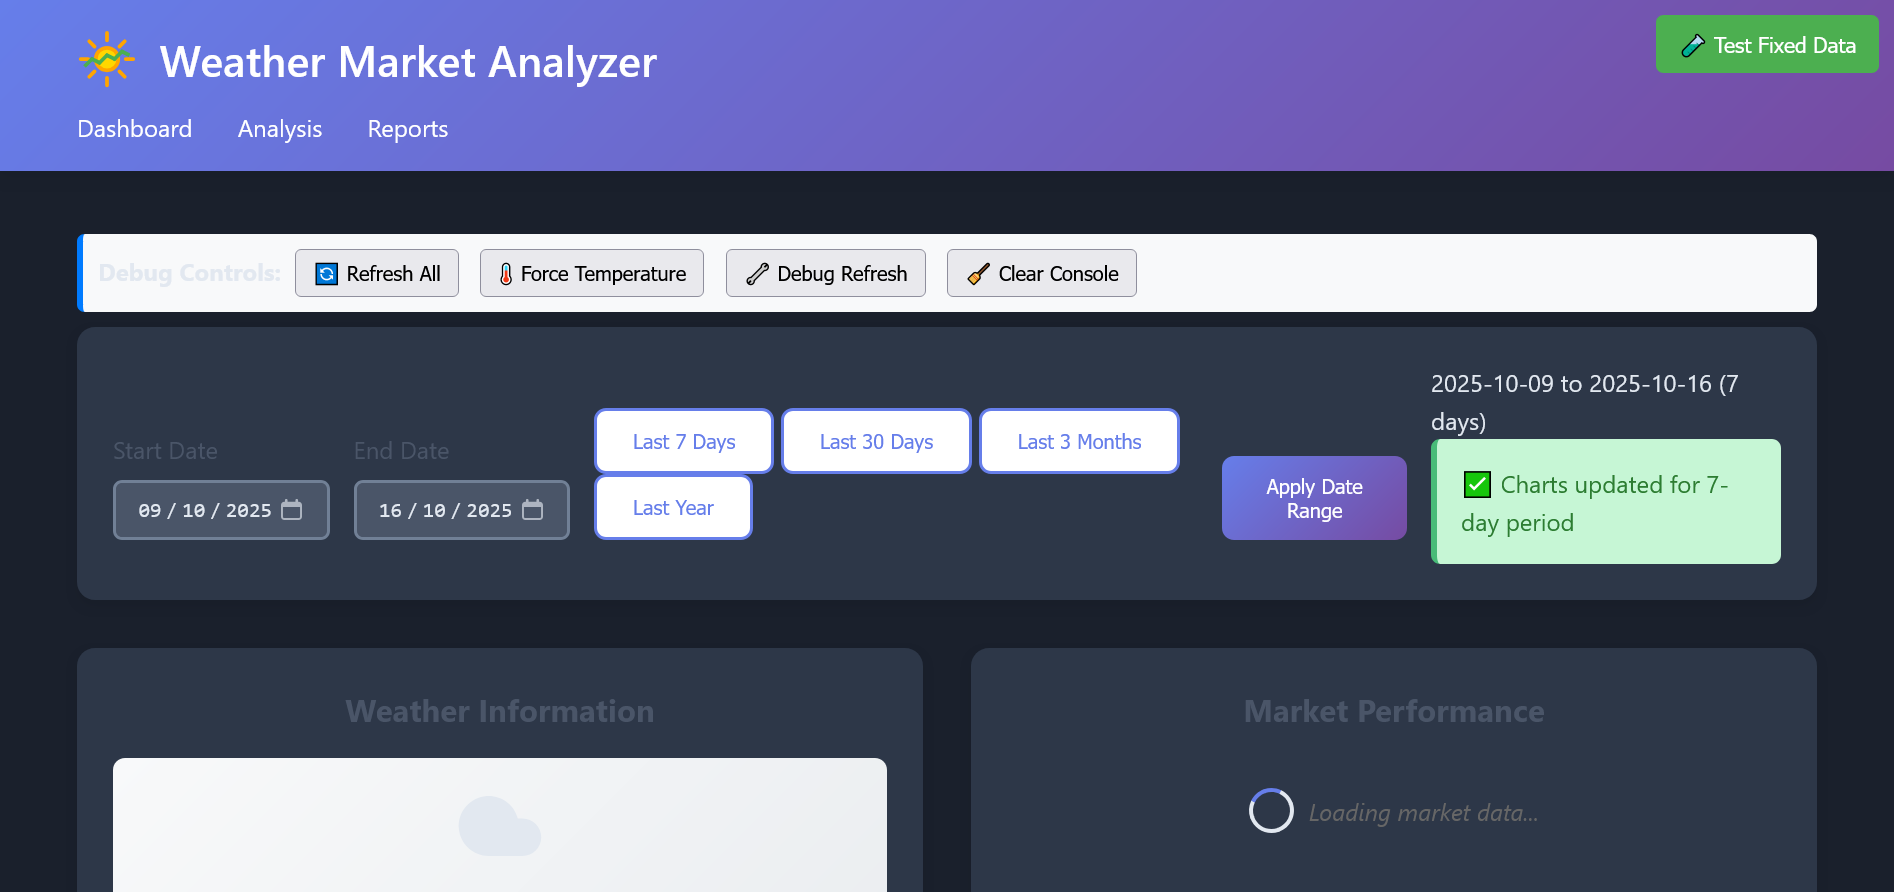 Weather Market Analyzer
Test Fixed Data
Dashboard Analysis Reports
Debug Controls: Refresh All Force Temperature Debug Refresh Clear Console
Start Date
09/10/2025
End Date
16/10/2025
Last 7 Days Last 30 Days Last 3 Months
Last Year
Apply Date
Range
2025-10-09 to 2025-10-16 (7
days)
✅ Charts updated for 7-
day period
Weather Information
Market Performance
Loading market data...